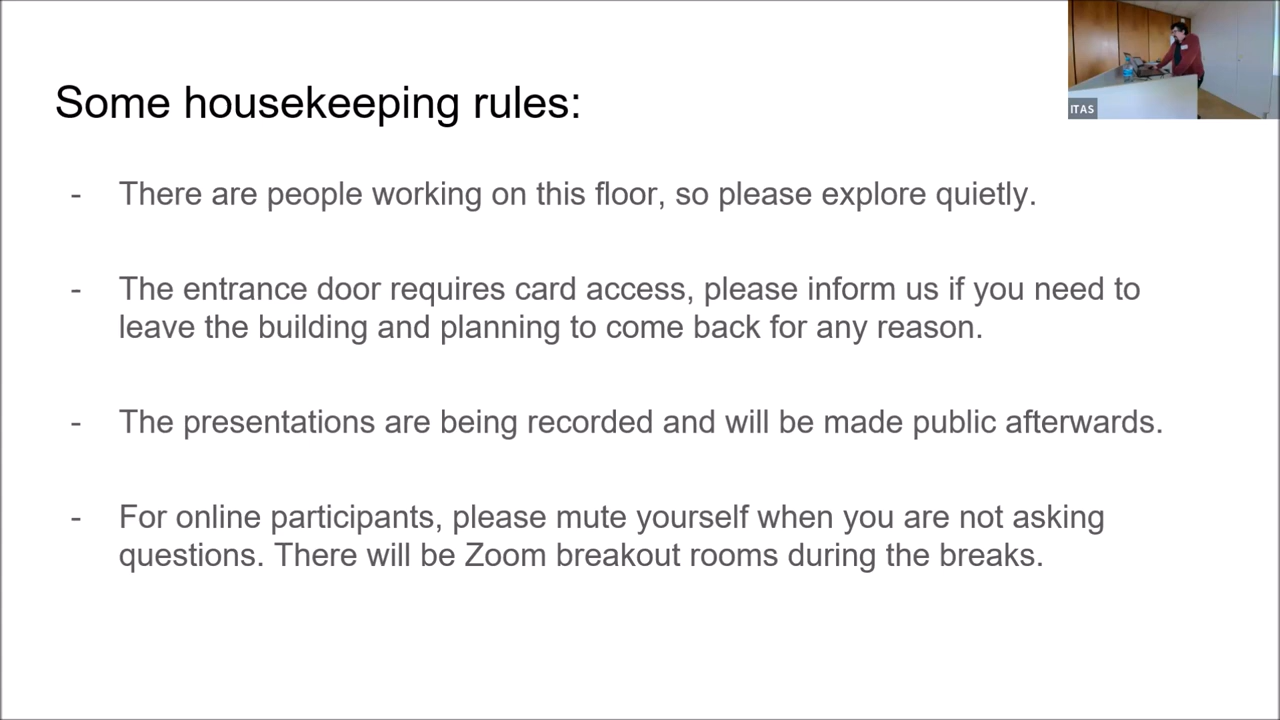 ITAS
Some housekeeping rules:
- There are people working on this floor, so please explore quietly.
- The entrance door requires card access, please inform us if you need to
leave the building and planning to come back for any reason.
- The presentations are being recorded and will be made public afterwards.
- For online participants, please mute yourself when you are not asking
questions. There will be Zoom breakout rooms during the breaks.